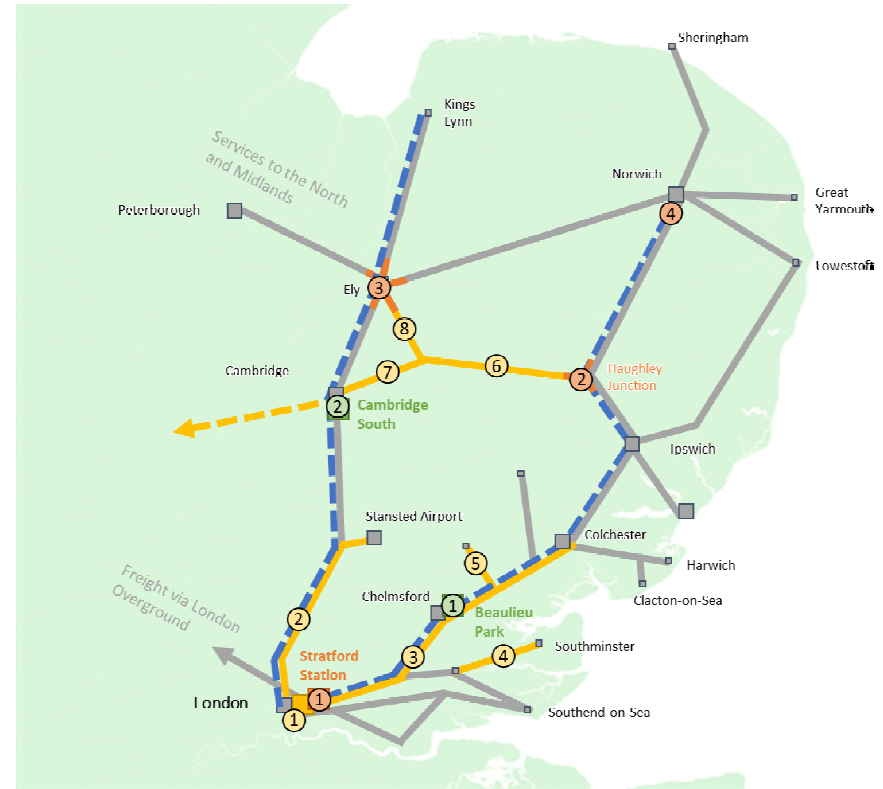 Sheringham
Kings
Lynn
Services to the North
and Midlands
Norwich
Great
Yarmouth
Peterborough
4
Lowestoft
Ely
3
8
6
Cambridge
7
2
Haughley
Junction
2
Cambridge
South
Ipswich
Stansted Airport
Colchester
5
Harwich
Freight via London
Overground
Chelmsford
1
Clacton-on-Sea
Beaulieu
Park
2
Stratford
Station
3
4
Southminster
London
1
Southend-on-Sea
1